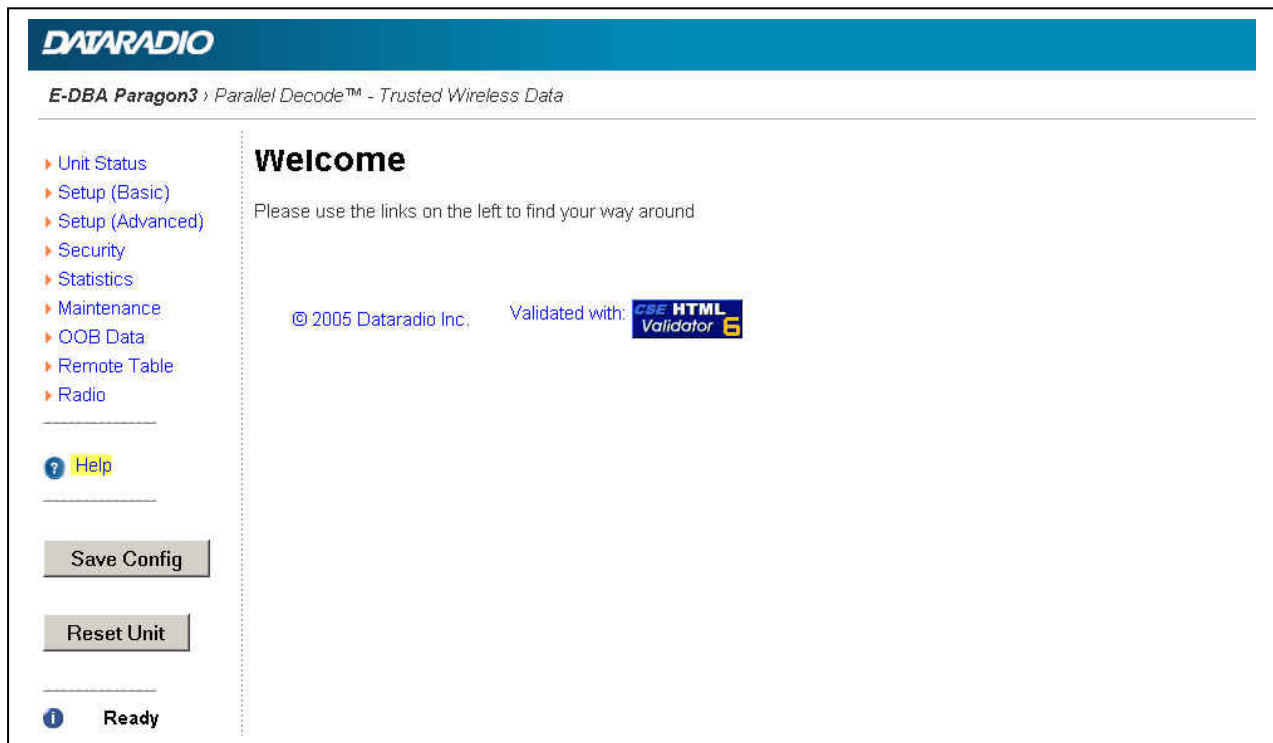 DATARADIO
E-DBA Paragon3 › Parallel Decode™ - Trusted Wireless Data
Unit Status
Setup (Basic)
Setup (Advanced)
Security
Statistics
Maintenance
OOB Data
Remote Table
Radio
? Help
Save Config
Reset Unit
i Ready
Welcome
Please use the links on the left to find your way around
© 2005 Dataradio Inc.
Validated with:
CSE HTML
Validator 6